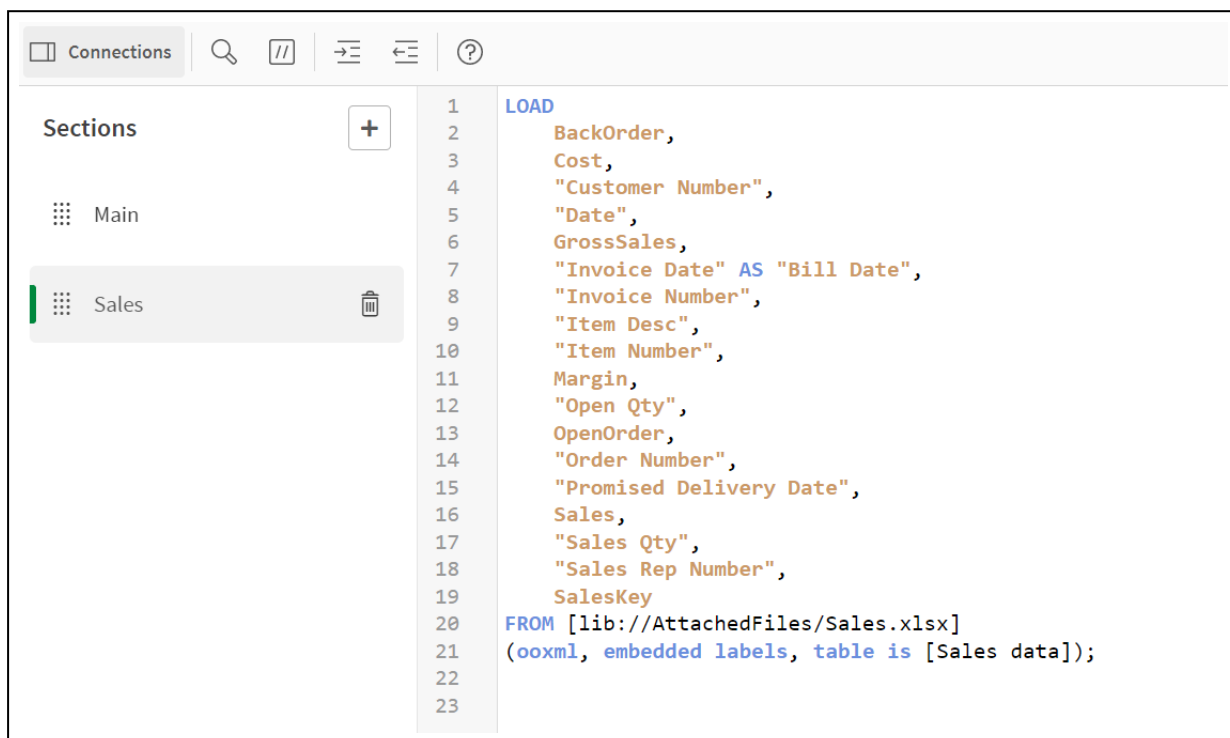 Connections
Sections
Main
Sales
1 LOAD
2 BackOrder,
3 Cost,
4 "Customer Number",
5 "Date",
6 GrossSales,
7 "Invoice Date" AS "Bill Date",
8 "Invoice Number",
9 "Item Desc",
10 "Item Number",
11 Margin,
12 "Open Qty",
13 OpenOrder,
14 "Order Number",
15 "Promised Delivery Date",
16 Sales,
17 "Sales Qty",
18 "Sales Rep Number",
19 SalesKey
20 FROM [lib://AttachedFiles/Sales.xlsx]
21 (ooxml, embedded labels, table is [Sales data]);
22
23